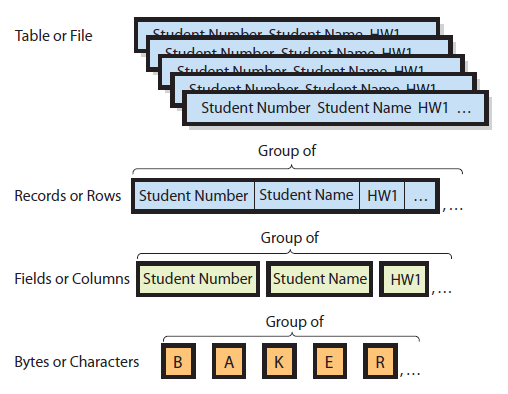 Table or File
Student Number Student Name HW1
Student Number Student Name HW1
Student Number Student Name HW1
Student Number Student Name HW1
Student Number Student Name HW1 ...
Group of
Records or Rows Student Number Student Name HW1 ... , ...
Group of
Fields or Columns Student Number Student Name HW1 , ...
Group of
Bytes or Characters B A K E R , ...